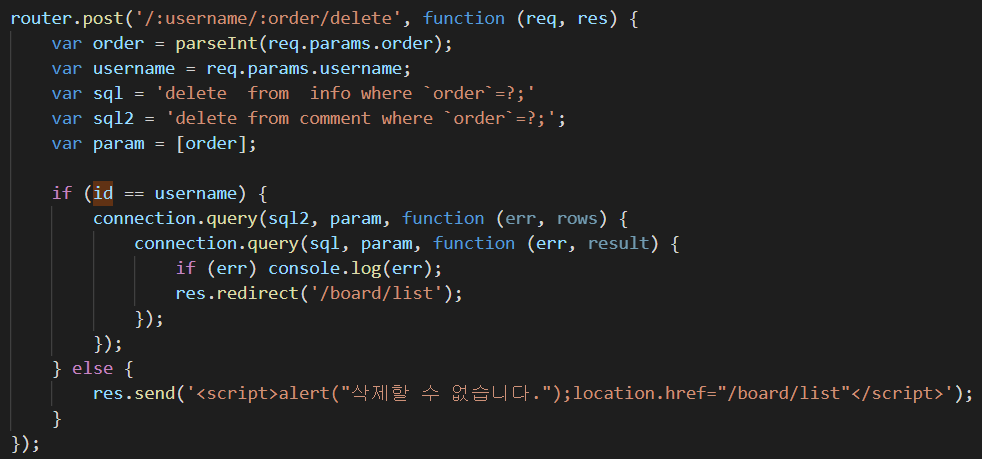 router.post('/:username/:order/delete', function (req, res) {
    var order = parseInt(req.params.order);
    var username = req.params.username;
    var sql = 'delete  from  info where `order`=?;'
    var sql2 = 'delete from comment where `order`=?;';
    var param = [order];

    if (id == username) {
        connection.query(sql2, param, function (err, rows) {
            connection.query(sql, param, function (err, result) {
                if (err) console.log(err);
                res.redirect('/board/list');
            });
        });
    } else {
        res.send('<script>alert("삭제할 수 없습니다.");location.href="/board/list"</script>');
    }
});